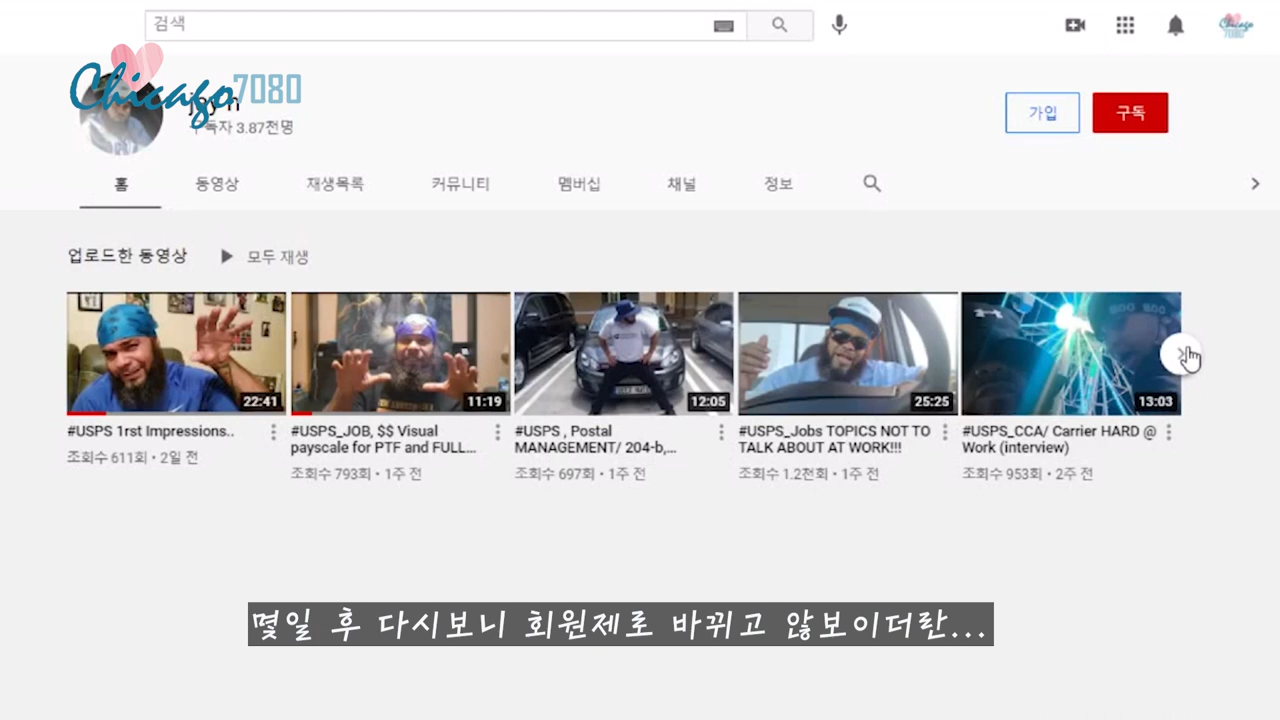 검색
Chicago7080
구독자 3.87천명
가입
구독
홈
동영상
재생목록
커뮤니티
멤버십
채널
정보
업로드한 동영상
모두 재생
22:41
11:19
12:05
25:25
13:03
#USPS 1rst Impressions..
조회수 611회 • 2일 전
#USPS_JOB, $$ Visual
payscale for PTF and FULL...
조회수 793회 • 1주 전
#USPS , Postal
MANAGEMENT/ 204-b,...
조회수 697회 • 1주 전
#USPS_Jobs TOPICS NOT TO
TALK ABOUT AT WORK!!!
조회수 1.2천회 • 1주 전
#USPS_CCA/ Carrier HARD @
Work (interview)
조회수 953회 • 2주 전
몇일 후 다시보니 회원제로 바뀌고 않보이더란...